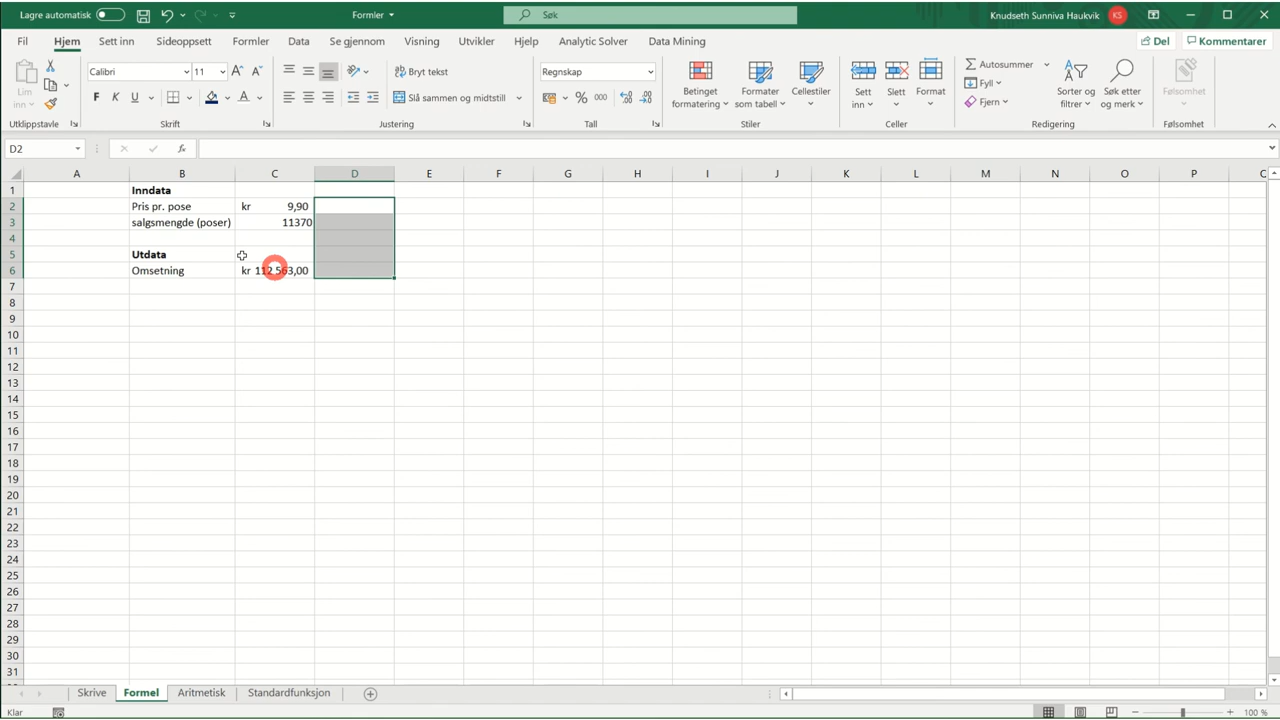 Lagre automatisk
Formler
Søk
Knudseth Sunniva Haukvik
KS
Fil
Hjem
Sett inn
Sideoppsett
Formler
Data
Se gjennom
Visning
Utvikler
Hjelp
Analytic Solver
Data Mining
Del
Kommentarer
Lim
inn
Calibri
11
A
A
F
K
U
A
Bryt tekst
Slå sammen og midtstill
Regnskap
%
000
Betinget
formatering
Formater
som tabell
Cellestiler
Sett
inn
Slett
Format
Autosummer
Fyll
Fjern
Sorter og
filtrer
Søk etter
og merk
Følsomhet
Utklippstavle
Skrift
Justering
Tall
Stiler
Celler
Redigering
Følsomhet
D2
fx
A B C D E F G H I J K L M N O P
1 Inndata
2 Pris pr. pose kr 9,90
3 salgsmengde (poser) 11370
4
5 Utdata
6 Omsetning kr 112 563,00
7
8
9
10
11
12
13
14
15
16
17
18
19
20
21
22
23
24
25
26
27
28
29
30
31
Skrive
Formel
Aritmetisk
Standardfunksjon
Klar
100 %